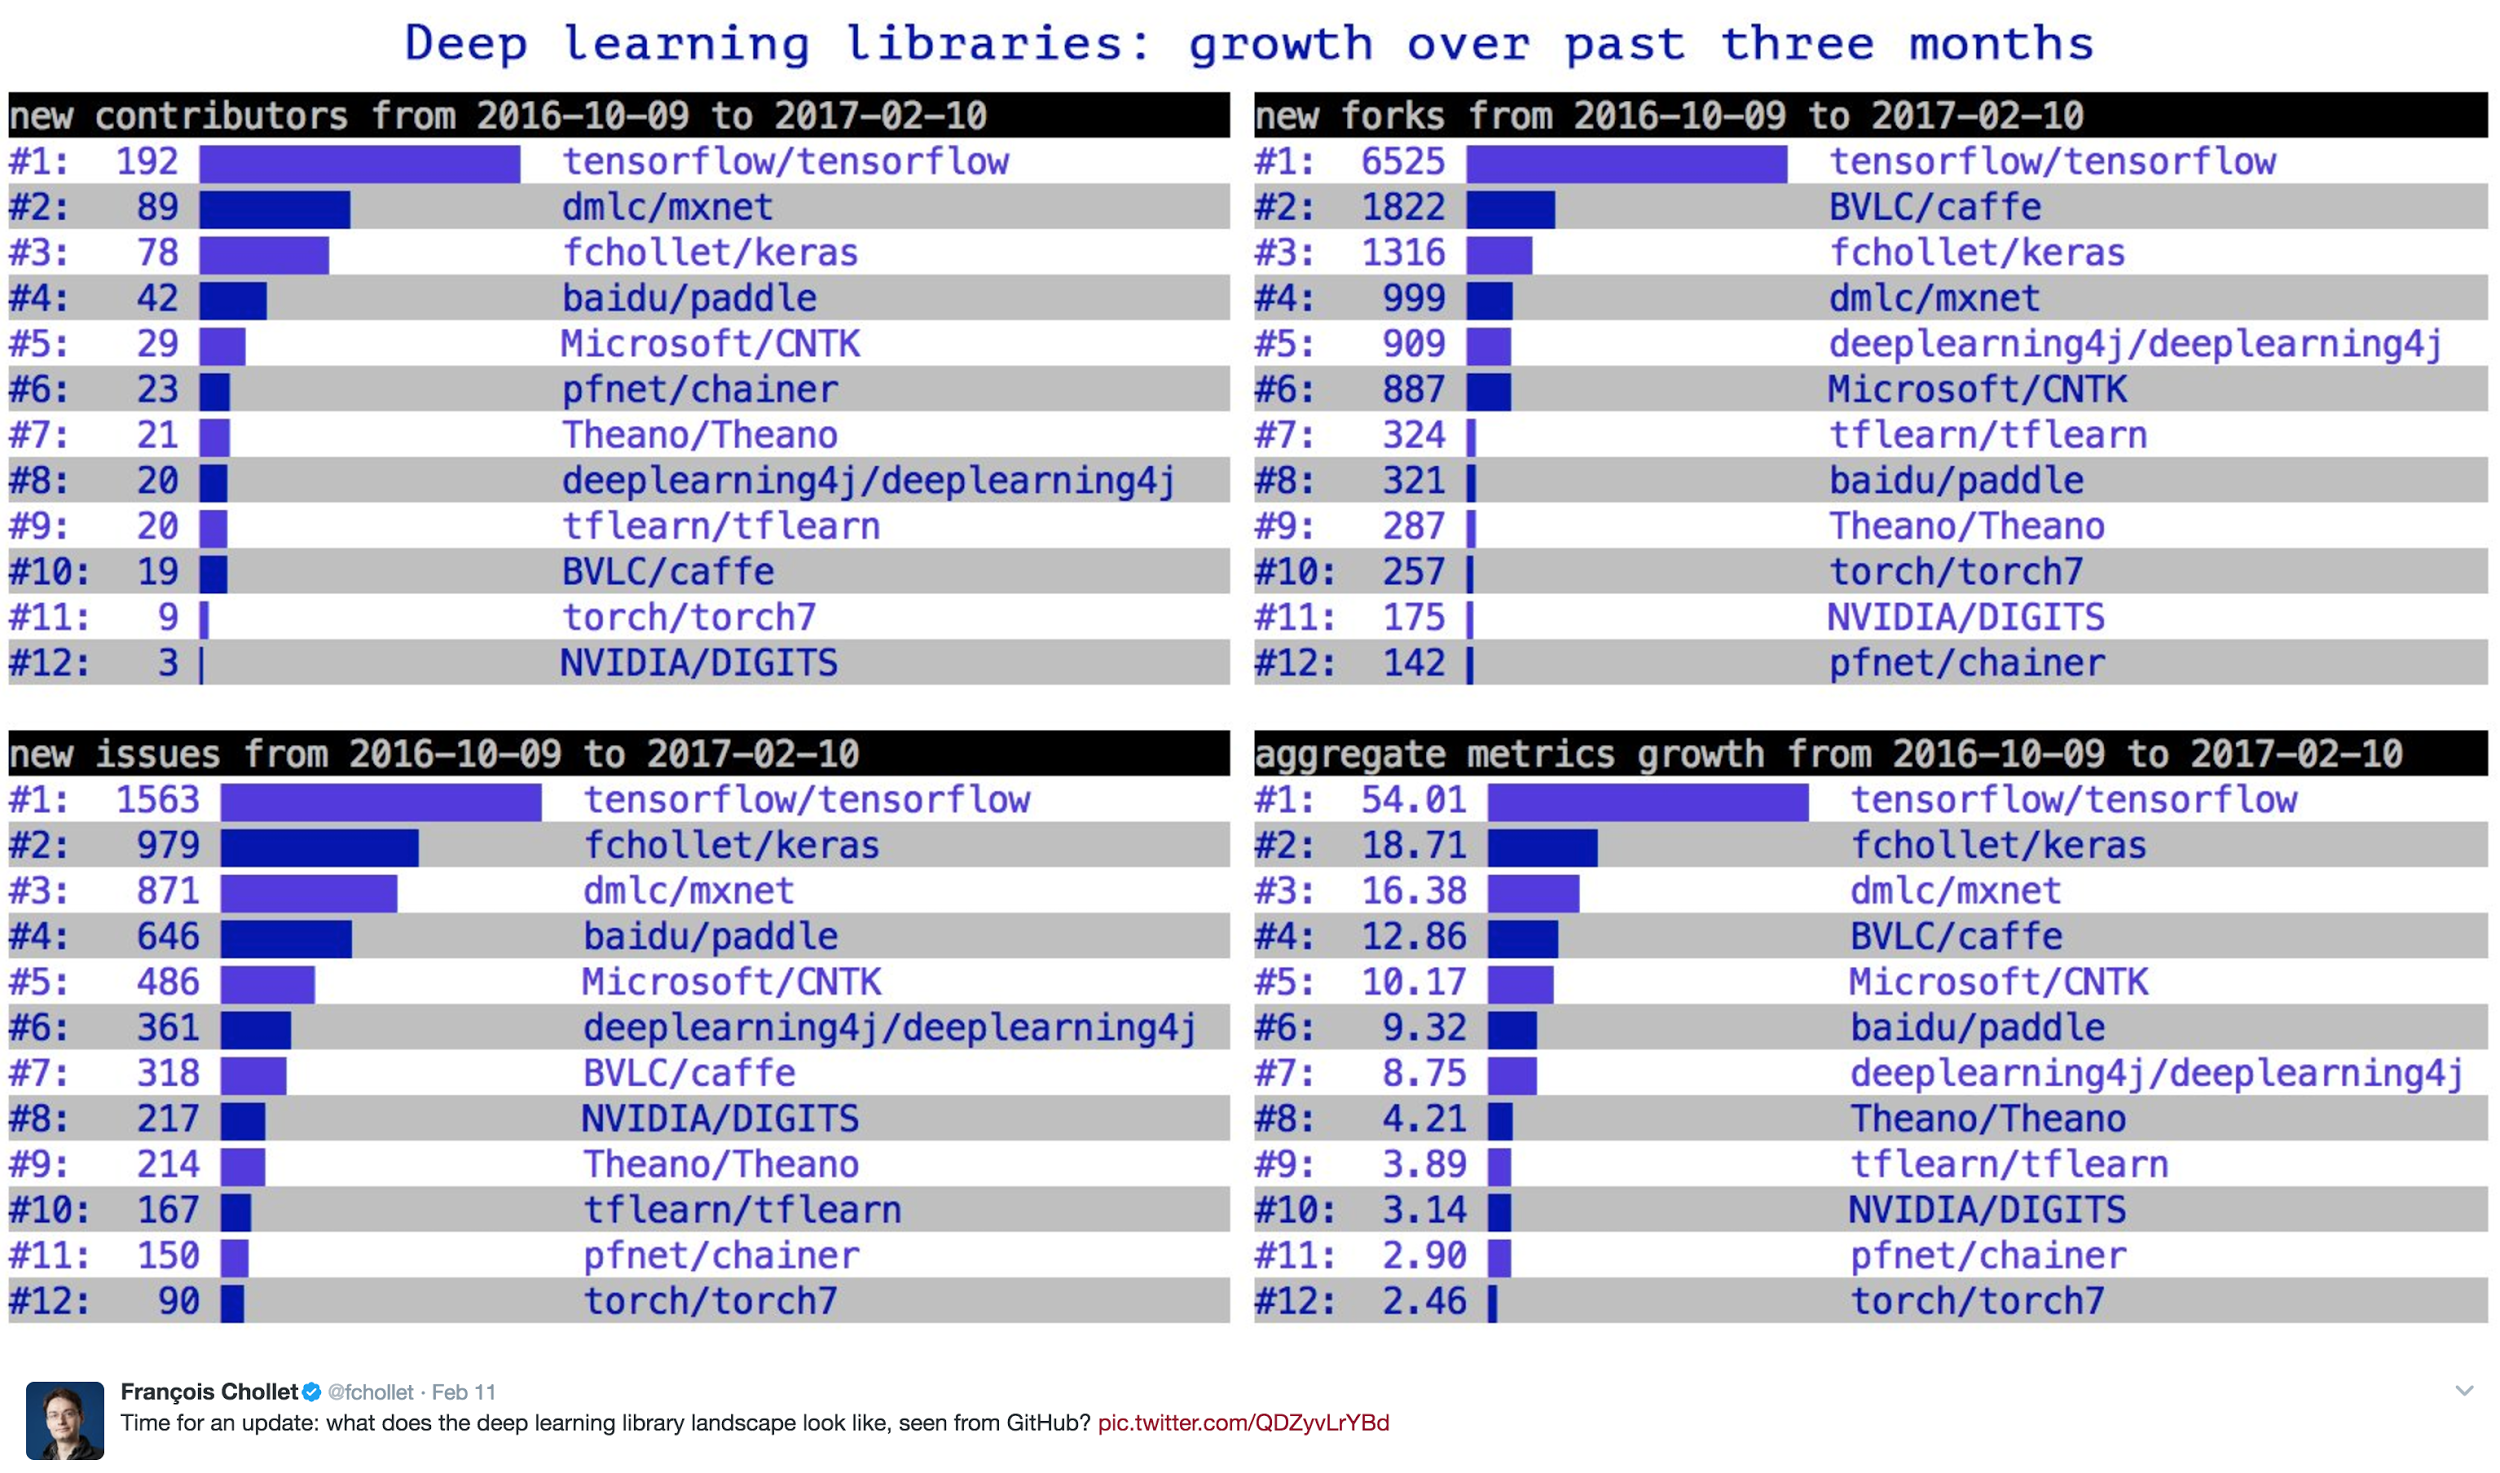 Deep learning libraries: growth over past three months
new contributors from 2016-10-09 to 2017-02-10
#1: 192 tensorflow/tensorflow
#2: 89 dmlc/mxnet
#3: 78 fchollet/keras
#4: 42 baidu/paddle
#5: 29 Microsoft/CNTK
#6: 23 pfnet/chainer
#7: 21 Theano/Theano
#8: 20 deeplearning4j/deeplearning4j
#9: 20 tflearn/tflearn
#10: 19 BVLC/caffe
#11: 9 torch/torch7
#12: 3 NVIDIA/DIGITS
new forks from 2016-10-09 to 2017-02-10
#1: 6525 tensorflow/tensorflow
#2: 1822 BVLC/caffe
#3: 1316 fchollet/keras
#4: 999 dmlc/mxnet
#5: 909 deeplearning4j/deeplearning4j
#6: 887 Microsoft/CNTK
#7: 324 tflearn/tflearn
#8: 321 baidu/paddle
#9: 287 Theano/Theano
#10: 257 torch/torch7
#11: 175 NVIDIA/DIGITS
#12: 142 pfnet/chainer
new issues from 2016-10-09 to 2017-02-10
#1: 1563 tensorflow/tensorflow
#2: 979 fchollet/keras
#3: 871 dmlc/mxnet
#4: 646 baidu/paddle
#5: 486 Microsoft/CNTK
#6: 361 deeplearning4j/deeplearning4j
#7: 318 BVLC/caffe
#8: 217 NVIDIA/DIGITS
#9: 214 Theano/Theano
#10: 167 tflearn/tflearn
#11: 150 pfnet/chainer
#12: 90 torch/torch7
aggregate metrics growth from 2016-10-09 to 2017-02-10
#1: 54.01 tensorflow/tensorflow
#2: 18.71 fchollet/keras
#3: 16.38 dmlc/mxnet
#4: 12.86 BVLC/caffe
#5: 10.17 Microsoft/CNTK
#6: 9.32 baidu/paddle
#7: 8.75 deeplearning4j/deeplearning4j
#8: 4.21 Theano/Theano
#9: 3.89 tflearn/tflearn
#10: 3.14 NVIDIA/DIGITS
#11: 2.90 pfnet/chainer
#12: 2.46 torch/torch7
François Chollet @fchollet · Feb 11
Time for an update: what does the deep learning library landscape look like, seen from GitHub? pic.twitter.com/QDZyvLrYBd